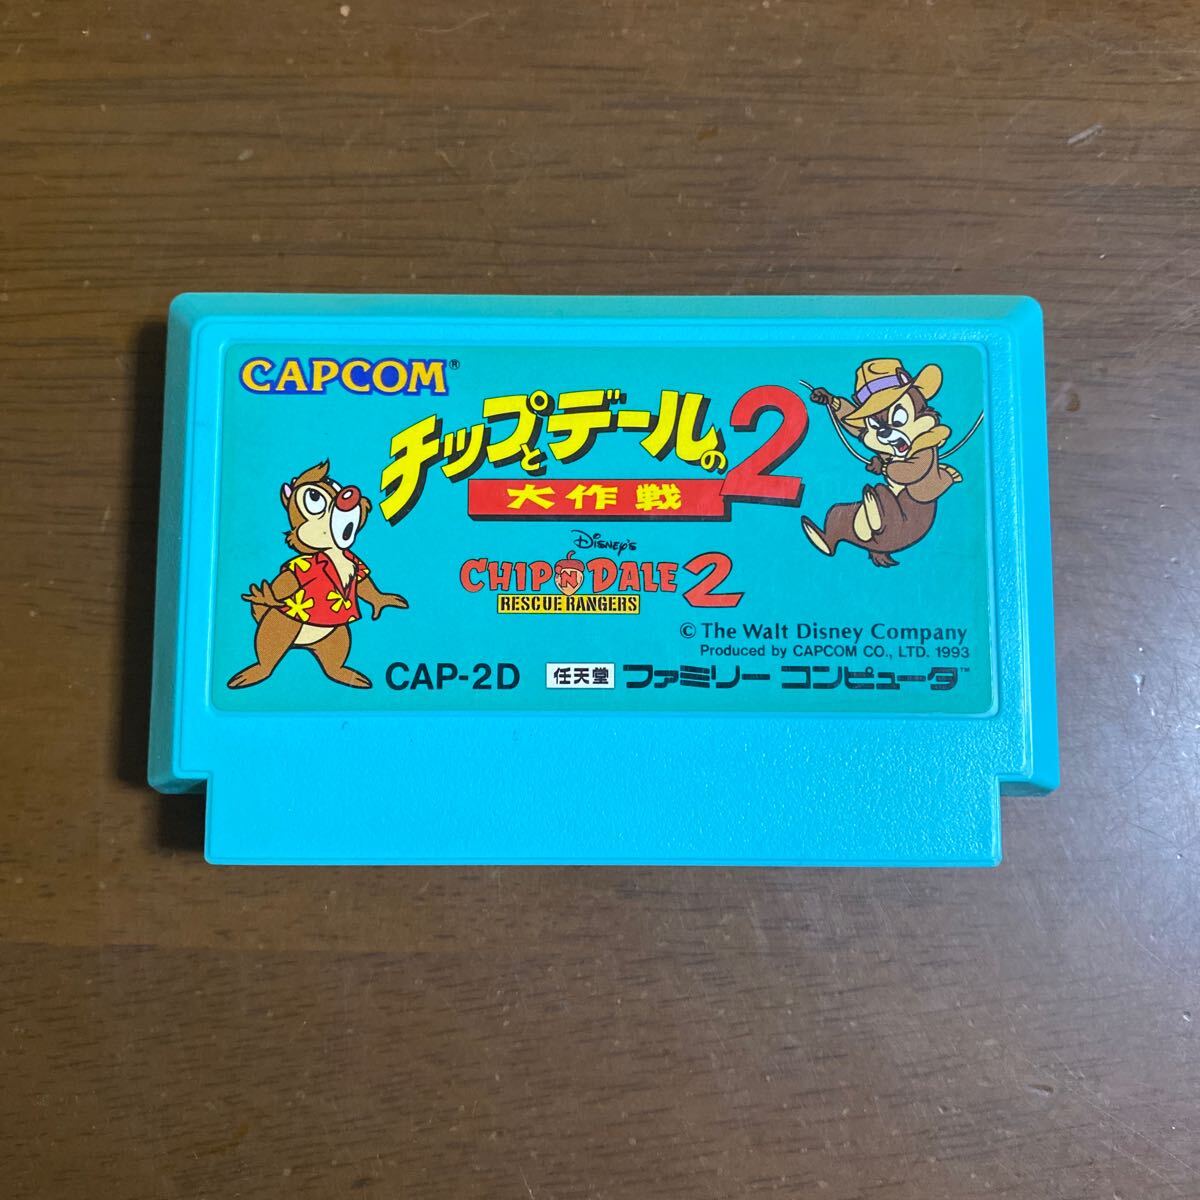 CAPCOM®
チップとデールの
大作戦2
DISNEY'S
CHIP 'N DALE 2
RESCUE RANGERS
© The Walt Disney Company
Produced by CAPCOM CO., LTD. 1993
CAP-2D 任天堂 ファミリー コンピュータ™